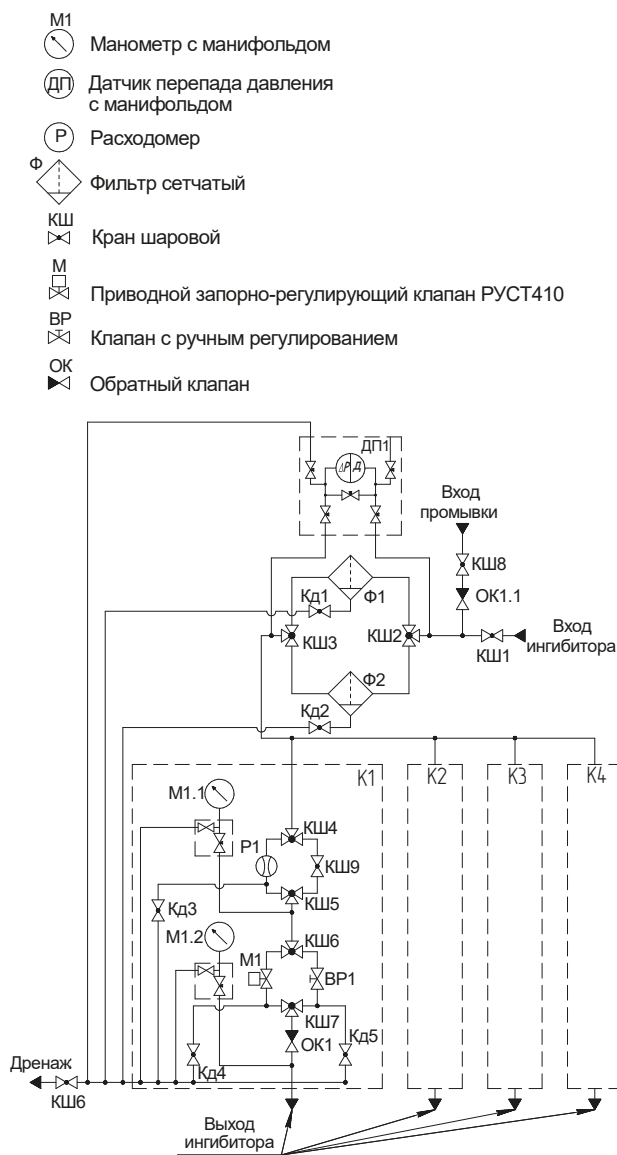 М1
Манометр с манифольдом
ДП
Датчик перепада давления
с манифольдом
Р
Расходомер
Ф
Фильтр сетчатый
КШ
Кран шаровой
М
Приводной запорно-регулирующий клапан РУСТ410
ВР
Клапан с ручным регулированием
ОК
Обратный клапан
ДП1
ΔР Д
Вход
промывки
КШ8
ОК1.1
Ф1
Кд1
КШ3
КШ2
КШ1
Вход
ингибитора
Ф2
Кд2
К1
К2
К3
К4
М1.1
КШ4
Р1
КШ9
КШ5
Кд3
М1.2
КШ6
М1
ВР1
КШ7
ОК1
Кд5
Кд4
Дренаж
КШ6
Выход
ингибитора